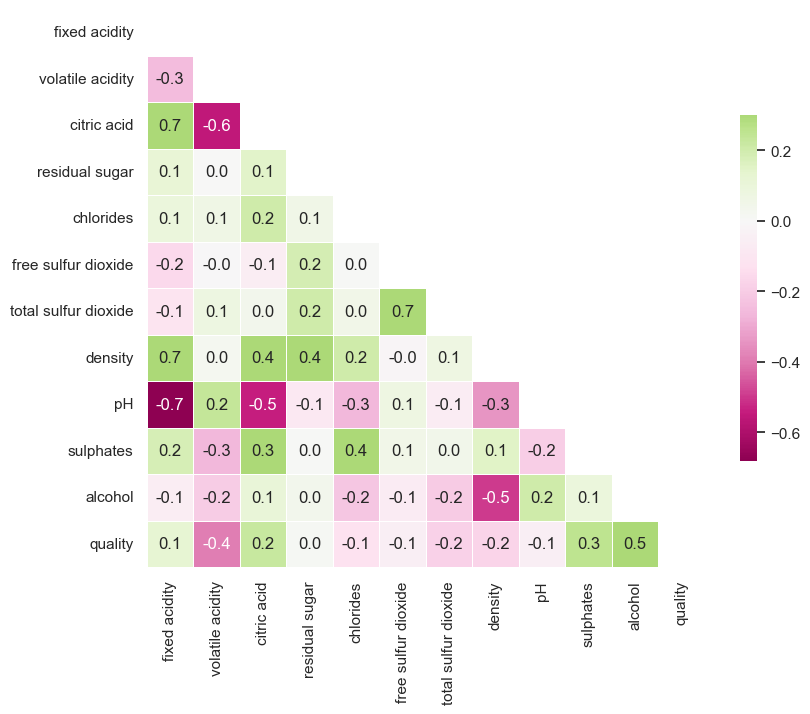 fixed acidity
volatile acidity -0.3
citric acid 0.7 -0.6
residual sugar 0.1 0.0 0.1
chlorides 0.1 0.1 0.2 0.1
free sulfur dioxide -0.2 -0.0 -0.1 0.2 0.0
total sulfur dioxide -0.1 0.1 0.0 0.2 0.0 0.7
density 0.7 0.0 0.4 0.4 0.2 -0.0 0.1
pH -0.7 0.2 -0.5 -0.1 -0.3 0.1 -0.1 -0.3
sulphates 0.2 -0.3 0.3 0.0 0.4 0.1 0.0 0.1 -0.2
alcohol -0.1 -0.2 0.1 0.0 -0.2 -0.1 -0.2 -0.5 0.2 0.1
quality 0.1 -0.4 0.2 0.0 -0.1 -0.1 -0.2 -0.2 -0.1 0.3 0.5
fixed acidity
volatile acidity
citric acid
residual sugar
chlorides
free sulfur dioxide
total sulfur dioxide
density
pH
sulphates
alcohol
quality
0.2
0.0
−0.2
−0.4
−0.6